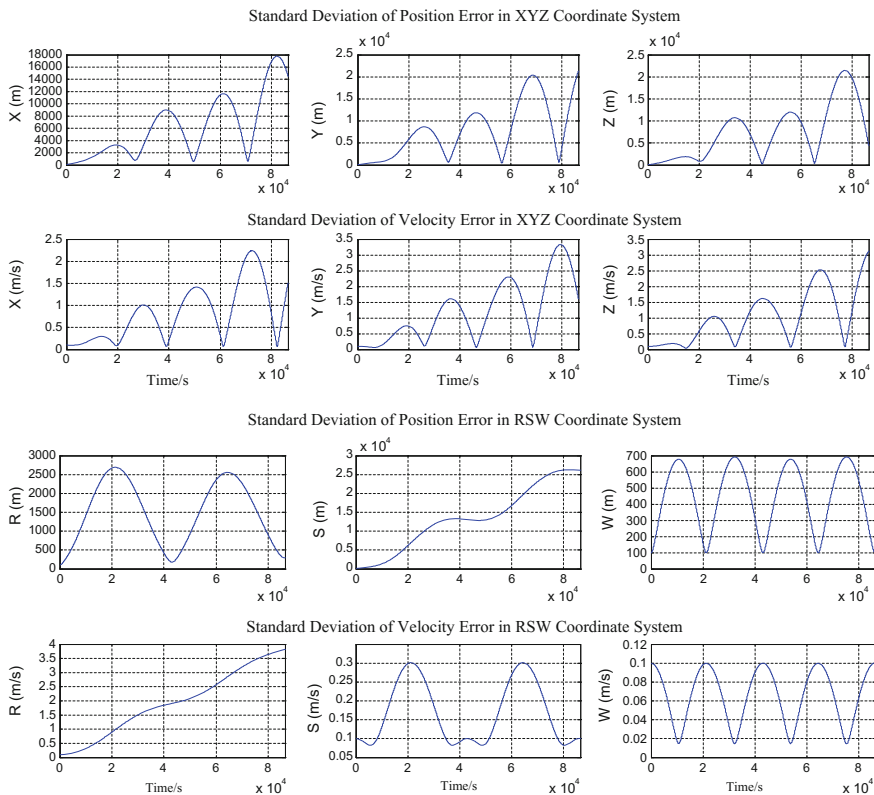 Standard Deviation of Position Error in XYZ Coordinate System
X (m)
18000
16000
14000
12000
10000
8000
6000
4000
2000
0 2 4 6 8
x 10^4
x 10^4
Y (m)
2.5
2
1.5
1
0.5
0
0 2 4 6 8
x 10^4
x 10^4
Z (m)
2.5
2
1.5
1
0.5
0
0 2 4 6 8
x 10^4
Standard Deviation of Velocity Error in XYZ Coordinate System
X (m/s)
2.5
2
1.5
1
0.5
0
0 2 4 6 8
x 10^4
Time/s
Y (m/s)
3.5
3
2.5
2
1.5
1
0.5
0
0 2 4 6 8
x 10^4
Time/s
Z (m/s)
3.5
3
2.5
2
1.5
1
0.5
0
0 2 4 6 8
x 10^4
Time/s
Standard Deviation of Position Error in RSW Coordinate System
R (m)
3000
2500
2000
1500
1000
500
0
0 2 4 6 8
x 10^4
x 10^4
S (m)
3
2.5
2
1.5
1
0.5
0
0 2 4 6 8
x 10^4
W (m)
700
600
500
400
300
200
100
0
0 2 4 6 8
x 10^4
Standard Deviation of Velocity Error in RSW Coordinate System
R (m/s)
4
3.5
3
2.5
2
1.5
1
0.5
0
0 2 4 6 8
x 10^4
Time/s
S (m/s)
0.3
0.2
0.2
0.1
0.1
0.05
0 2 4 6 8
x 10^4
Time/s
W (m/s)
0.12
0.1
0.08
0.06
0.04
0.02
0
0 2 4 6 8
x 10^4
Time/s